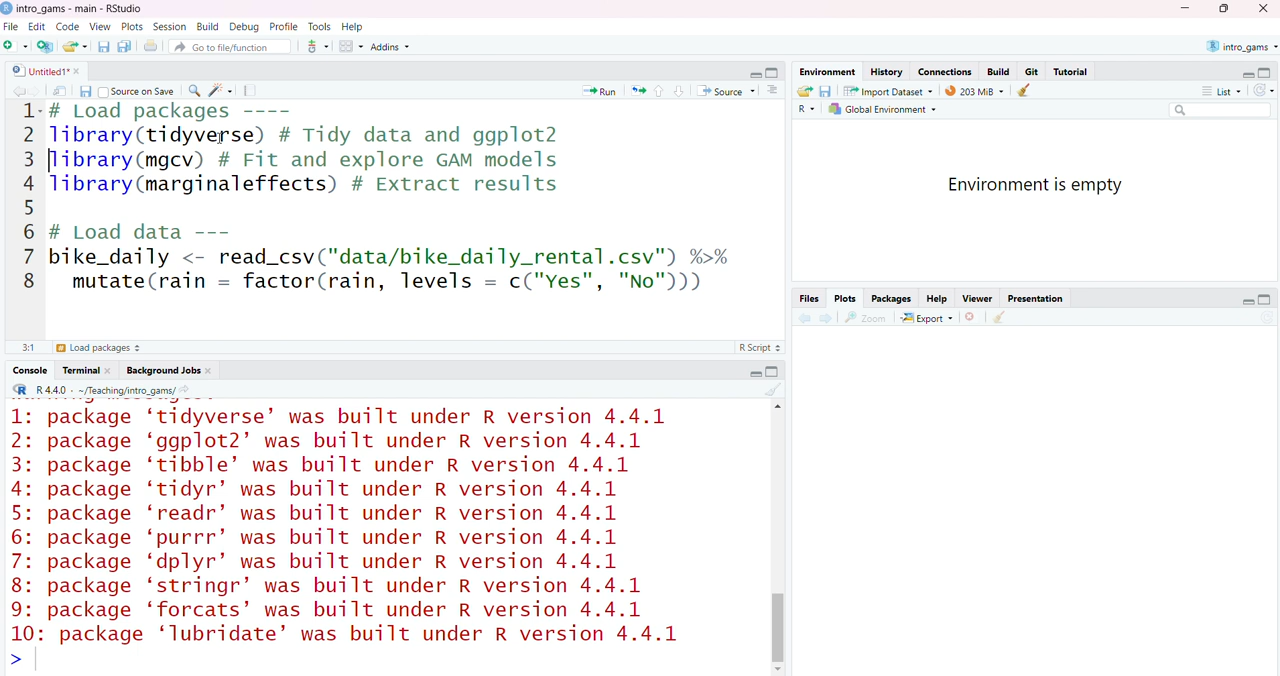 intro_gams - main - RStudio
File Edit Code View Plots Session Build Debug Profile Tools Help
Go to file/function Addins intro_gams
Untitled1*
Source on Save Run Source
1 # Load packages ----
2 library(tidyverse) # Tidy data and ggplot2
3 library(mgcv) # Fit and explore GAM models
4 library(marginaleffects) # Extract results
5
6 # Load data ---
7 bike_daily <- read_csv("data/bike_daily_rental.csv") %>%
8 mutate(rain = factor(rain, levels = c("Yes", "No")))
3:1 Load packages R Script
Console Terminal Background Jobs
R 4.4.0 · ~/Teaching/intro_gams/
1: package ‘tidyverse’ was built under R version 4.4.1
2: package ‘ggplot2’ was built under R version 4.4.1
3: package ‘tibble’ was built under R version 4.4.1
4: package ‘tidyr’ was built under R version 4.4.1
5: package ‘readr’ was built under R version 4.4.1
6: package ‘purrr’ was built under R version 4.4.1
7: package ‘dplyr’ was built under R version 4.4.1
8: package ‘stringr’ was built under R version 4.4.1
9: package ‘forcats’ was built under R version 4.4.1
10: package ‘lubridate’ was built under R version 4.4.1
>
Environment History Connections Build Git Tutorial
Import Dataset 203 MiB List
R Global Environment
Environment is empty
Files Plots Packages Help Viewer Presentation
Zoom Export